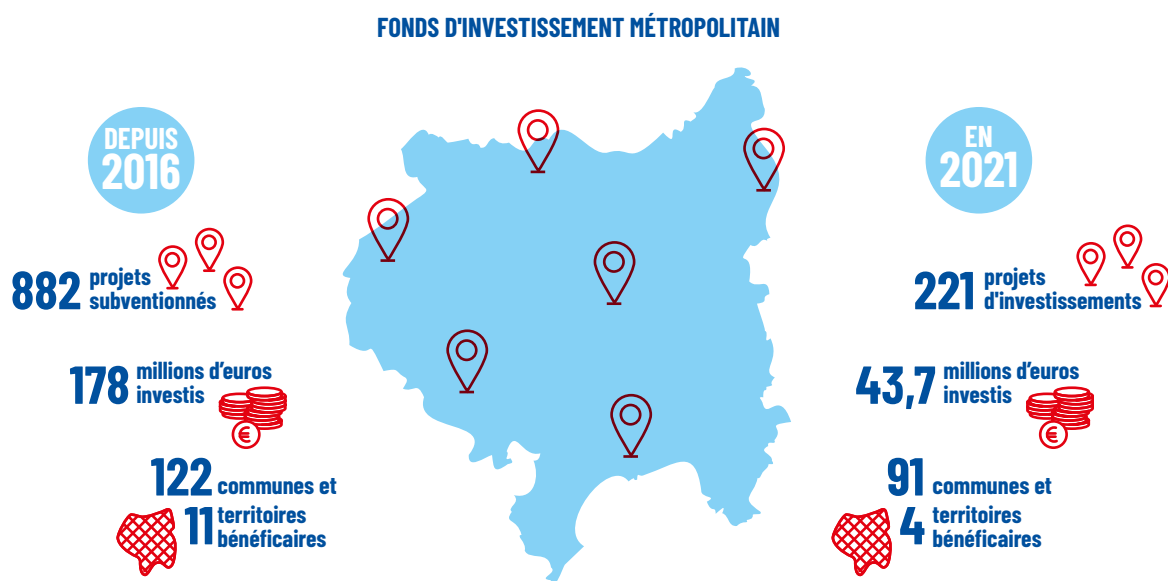 FONDS D'INVESTISSEMENT MÉTROPOLITAIN
DEPUIS
2016
882 projets
subventionnés
178 millions d’euros
investis
€
122 communes et
11 territoires
bénéficaires
EN
2021
221 projets
d'investissements
43,7 millions d’euros
investis
€
91 communes et
4 territoires
bénéficaires